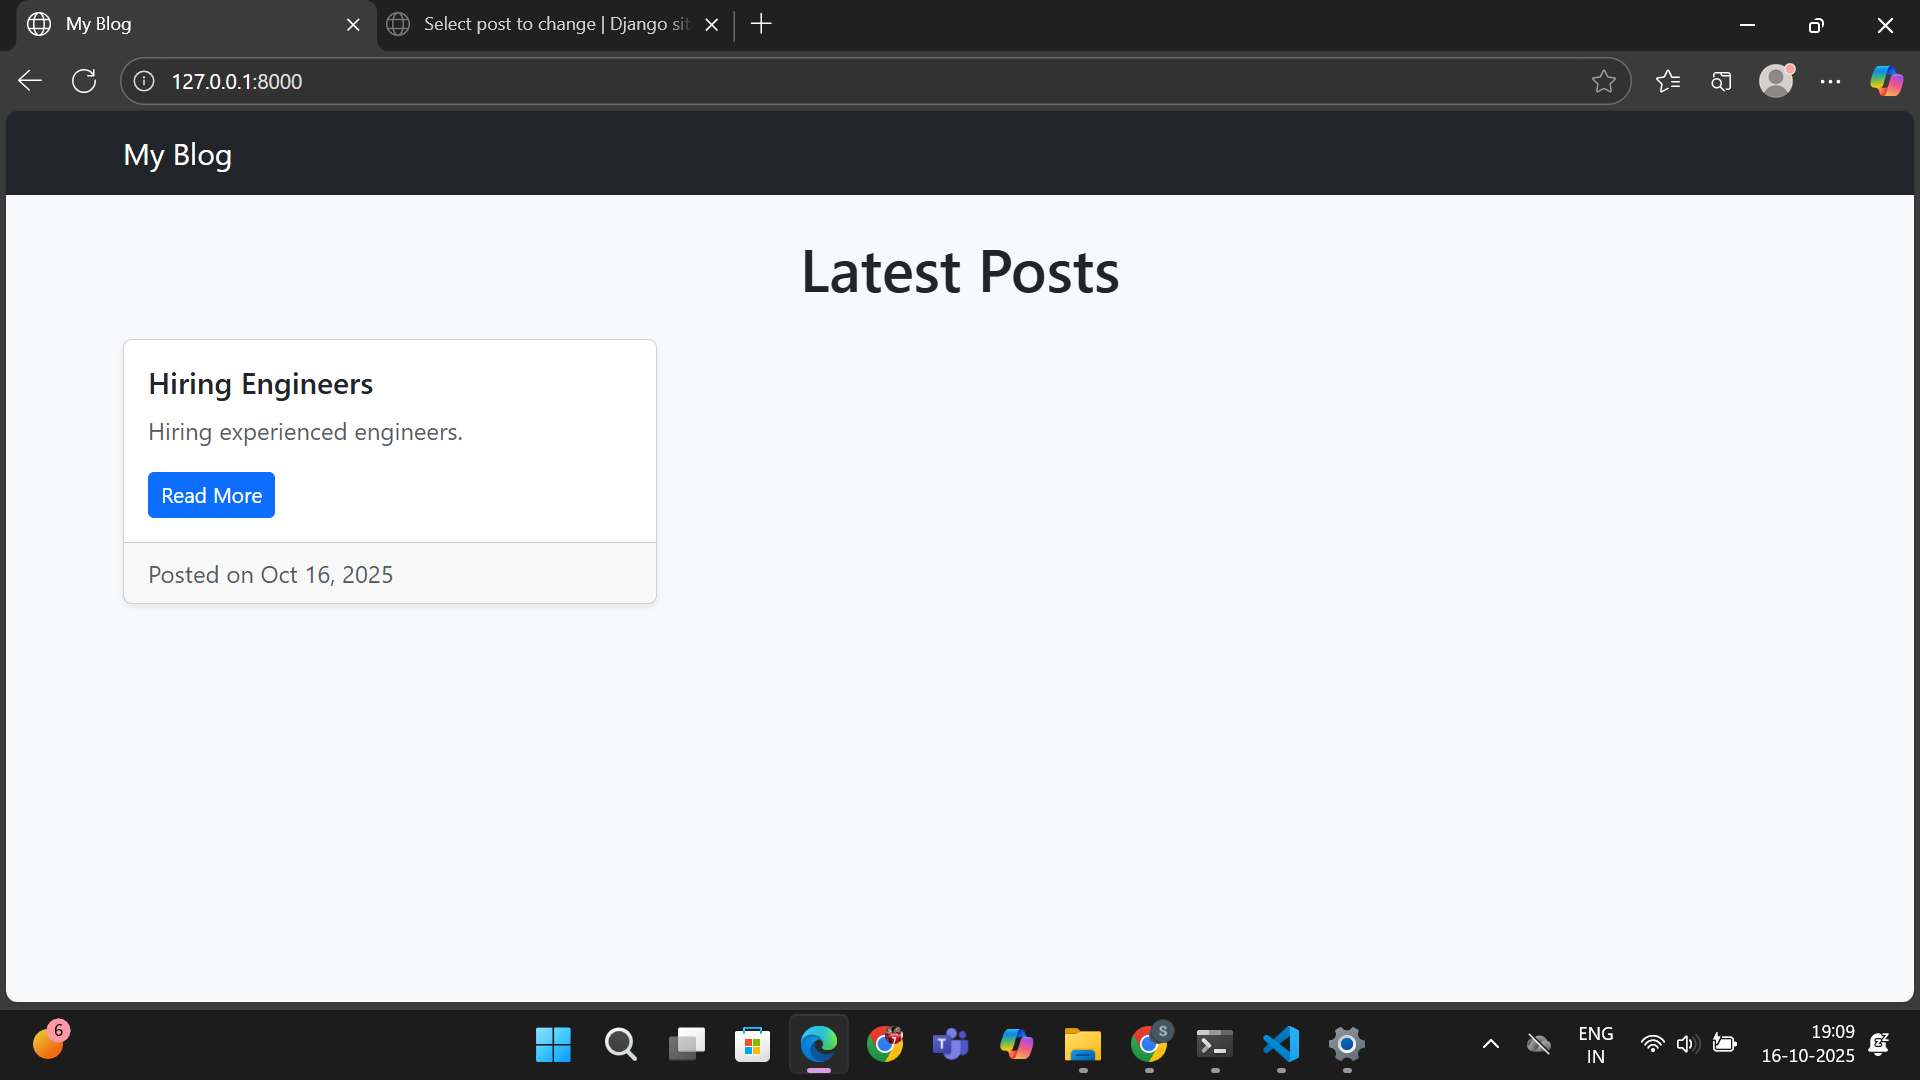 My Blog
Select post to change | Django sit
127.0.0.1:8000
My Blog
Latest Posts
Hiring Engineers
Hiring experienced engineers.
Read More
Posted on Oct 16, 2025
6
T
S
ENG
IN
19:09
16-10-2025